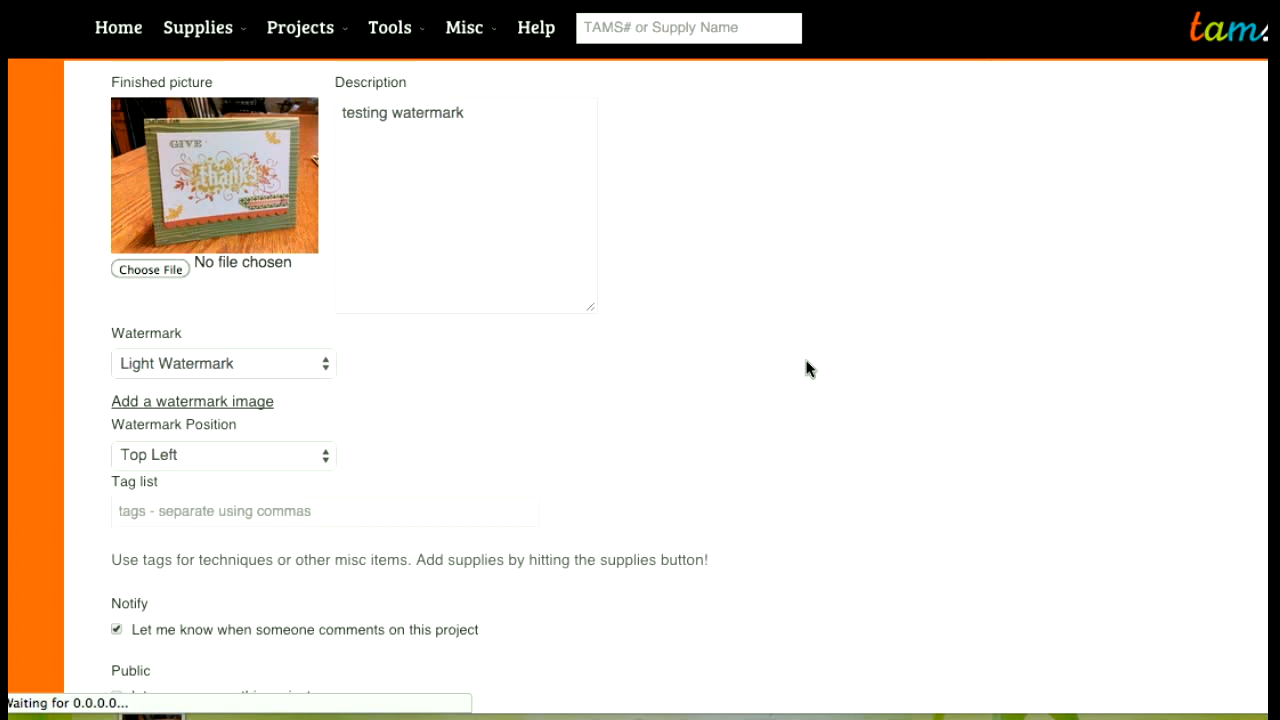 Home Supplies Projects Tools Misc Help TAMS# or Supply Name tams
Finished picture Description
testing watermark
GIVE
thanks
Choose File No file chosen
Watermark
Light Watermark
Add a watermark image
Watermark Position
Top Left
Tag list
tags - separate using commas
Use tags for techniques or other misc items. Add supplies by hitting the supplies button!
Notify
Let me know when someone comments on this project
Public
Waiting for 0.0.0.0...